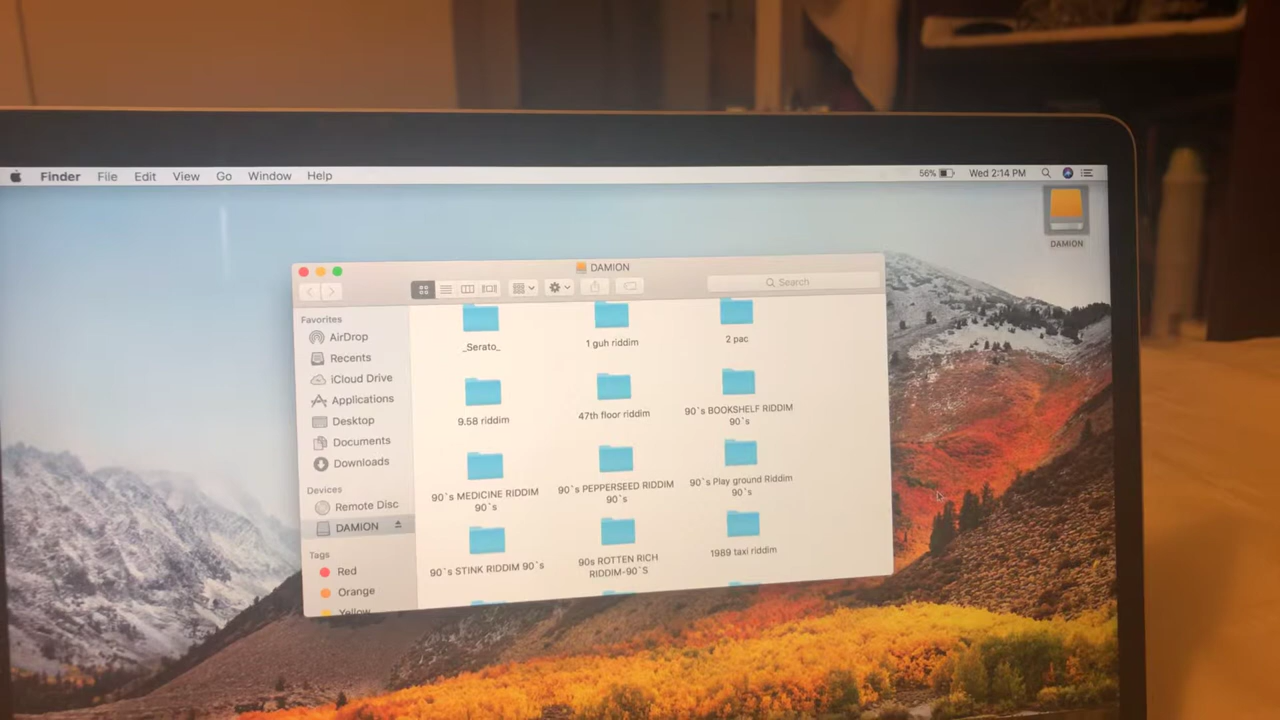 Finder File Edit View Go Window Help 56% Wed 2:14 PM
DAMION
DAMION
Search
Favorites
AirDrop
Recents
iCloud Drive
Applications
Desktop
Documents
Downloads
Devices
Remote Disc
DAMION
Tags
Red
Orange
Yellow
_Serato_
1 guh riddim
2 pac
9.58 riddim
47th floor riddim
90`s BOOKSHELF RIDDIM
90`s
90`s MEDICINE RIDDIM
90`s
90`s PEPPERSEED RIDDIM
90`s
90`s Play ground Riddim
90`s
90`s STINK RIDDIM 90`s
90s ROTTEN RICH
RIDDIM-90`S
1989 taxi riddim